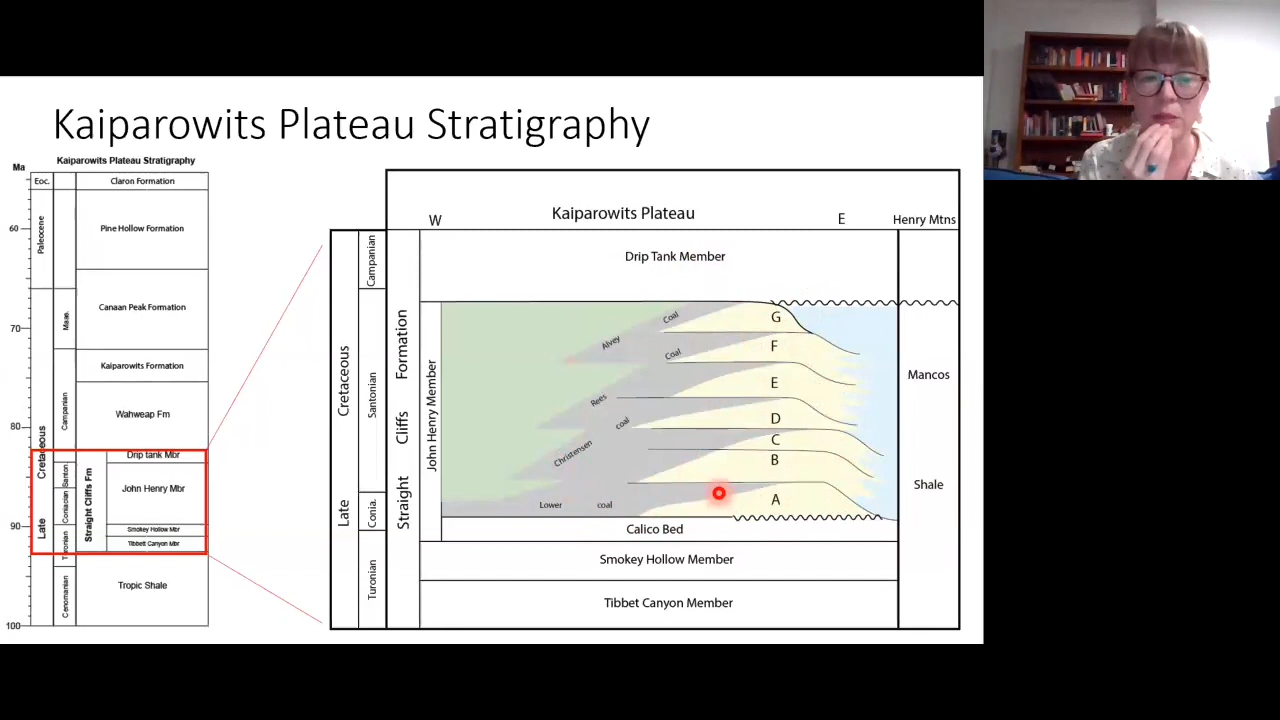 Kaiparowits Plateau Stratigraphy
Kaiparowits Plateau Stratigraphy
Ma
Eoc.
Claron Formation
60
Paleocene
Pine Hollow Formation
Canaan Peak Formation
70
Maas.
Kaiparowits Formation
Campanian
Wahweap Fm
80
Late Cretaceous
Drip tank Mbr
Santon.
Coniacian
Straight Cliffs Fm
John Henry Mbr
90
Smokey Hollow Mbr
Turonian
Tibbett Canyon Mbr
Cenomanian
Tropic Shale
100
W
Kaiparowits Plateau
E
Henry Mtns
Late Cretaceous
Campanian
Santonian
Conia.
Turonian
Straight Cliffs Formation
Drip Tank Member
John Henry Member
Alvey
Coal
G
Coal
F
Rees
coal
E
D
Christensen
C
B
Lower coal
A
Calico Bed
Smokey Hollow Member
Tibbet Canyon Member
Mancos
Shale